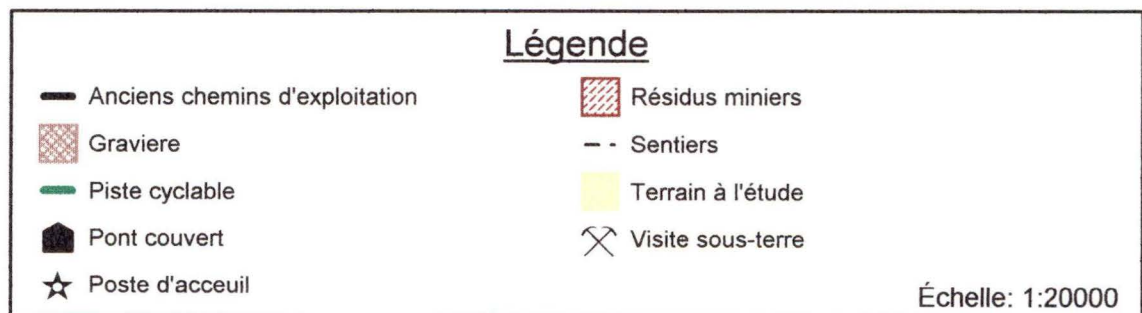 Légende
Anciens chemins d'exploitation
Graviere
Piste cyclable
Pont couvert
Poste d'acceuil
Résidus miniers
Sentiers
Terrain à l'étude
Visite sous-terre
Échelle: 1:20000